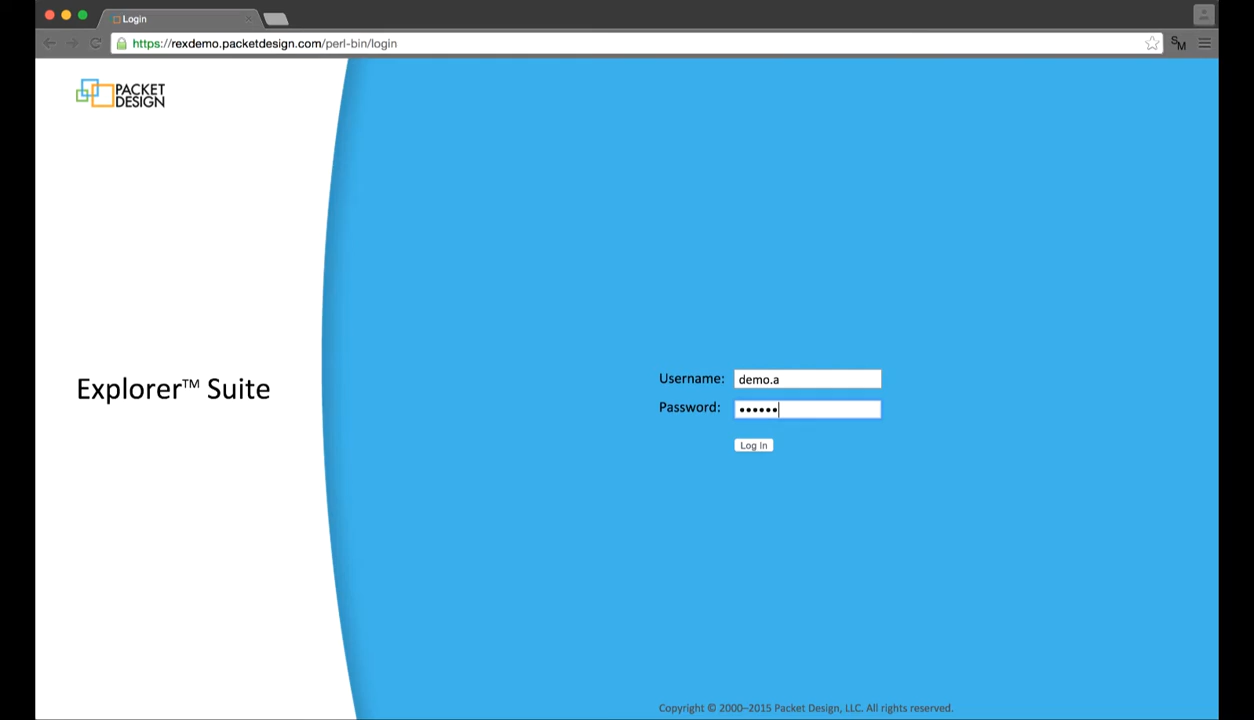 Login
https://rexdemo.packetdesign.com/perl-bin/login
SM
PACKET
DESIGN
Explorer™ Suite
Username: demo.a
Password: ••••••
Log In
Copyright © 2000–2015 Packet Design, LLC. All rights reserved.